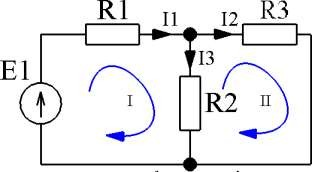 R1 I1 I2 R3
I3
E1 I R2 II